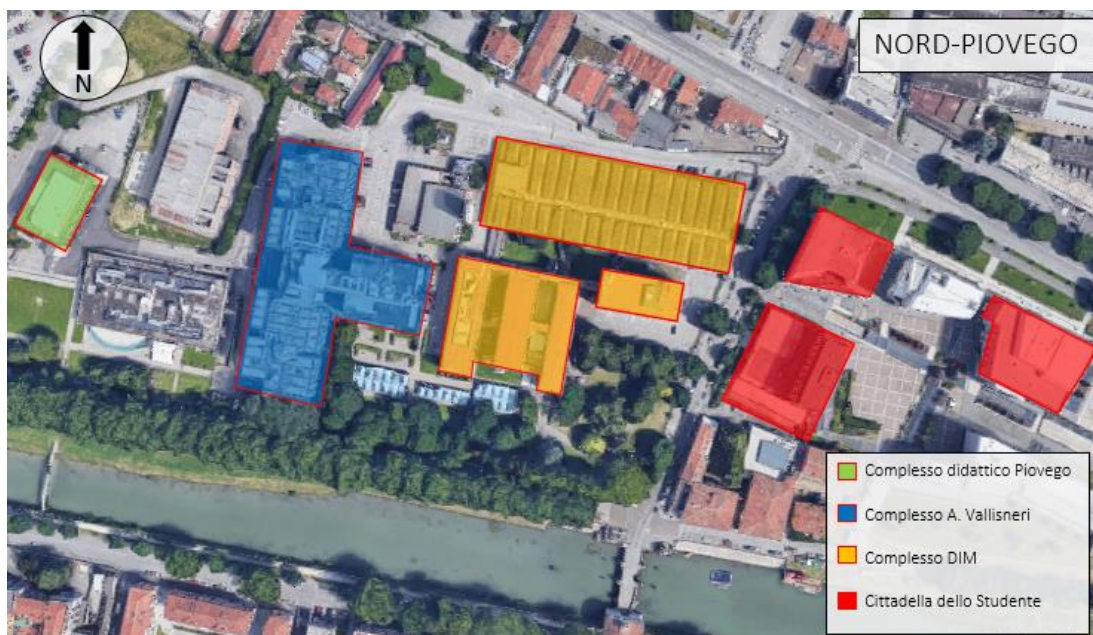 NORD-PIOVEGO
N
Complesso didattico Piovego
Complesso A. Vallisneri
Complesso DIM
Cittadella dello Studente